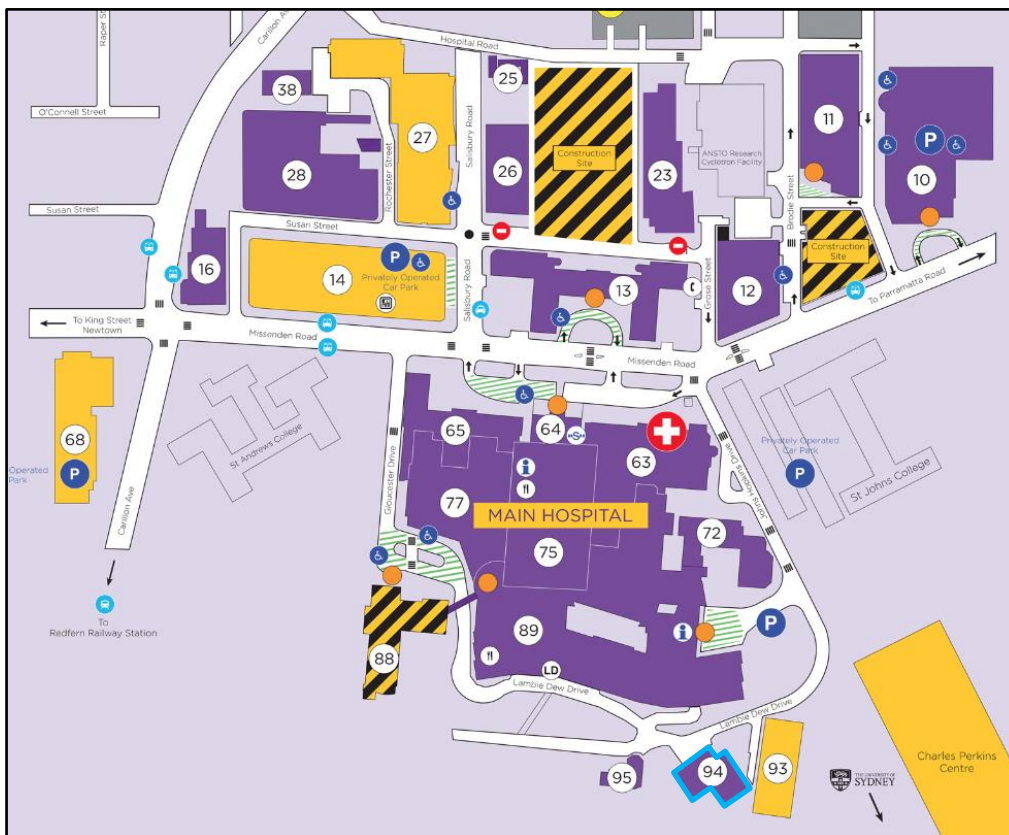 Raper St
Carillon Av
Hospital Road
O'Connell Street
38
27
25
Salisbury Road
Construction
Site
23
ANSTO Research
Cyclotron Facility
11
P
10
28
Rochester Street
26
Brodie Street
Susan Street
Susan Street
16
P
Privately Operated
Car Park
14
13
Grose Street
12
Construction
Site
To Parramatta Road
To King Street
Newtown
Missenden Road
Salisbury Road
Missenden Road
68
P
Operated
Park
St Andrews College
Gloucester Drive
65
64
63
Johns Hopkins Drive
Privately Operated
Car Park
P
St Johns College
Carillon Ave
77
i
MAIN HOSPITAL
75
72
To
Redfern Railway Station
88
89
i
P
LD
Lambie Dew Drive
Lambie Dew Drive
95
94
93
THE UNIVERSITY OF
SYDNEY
Charles Perkins
Centre